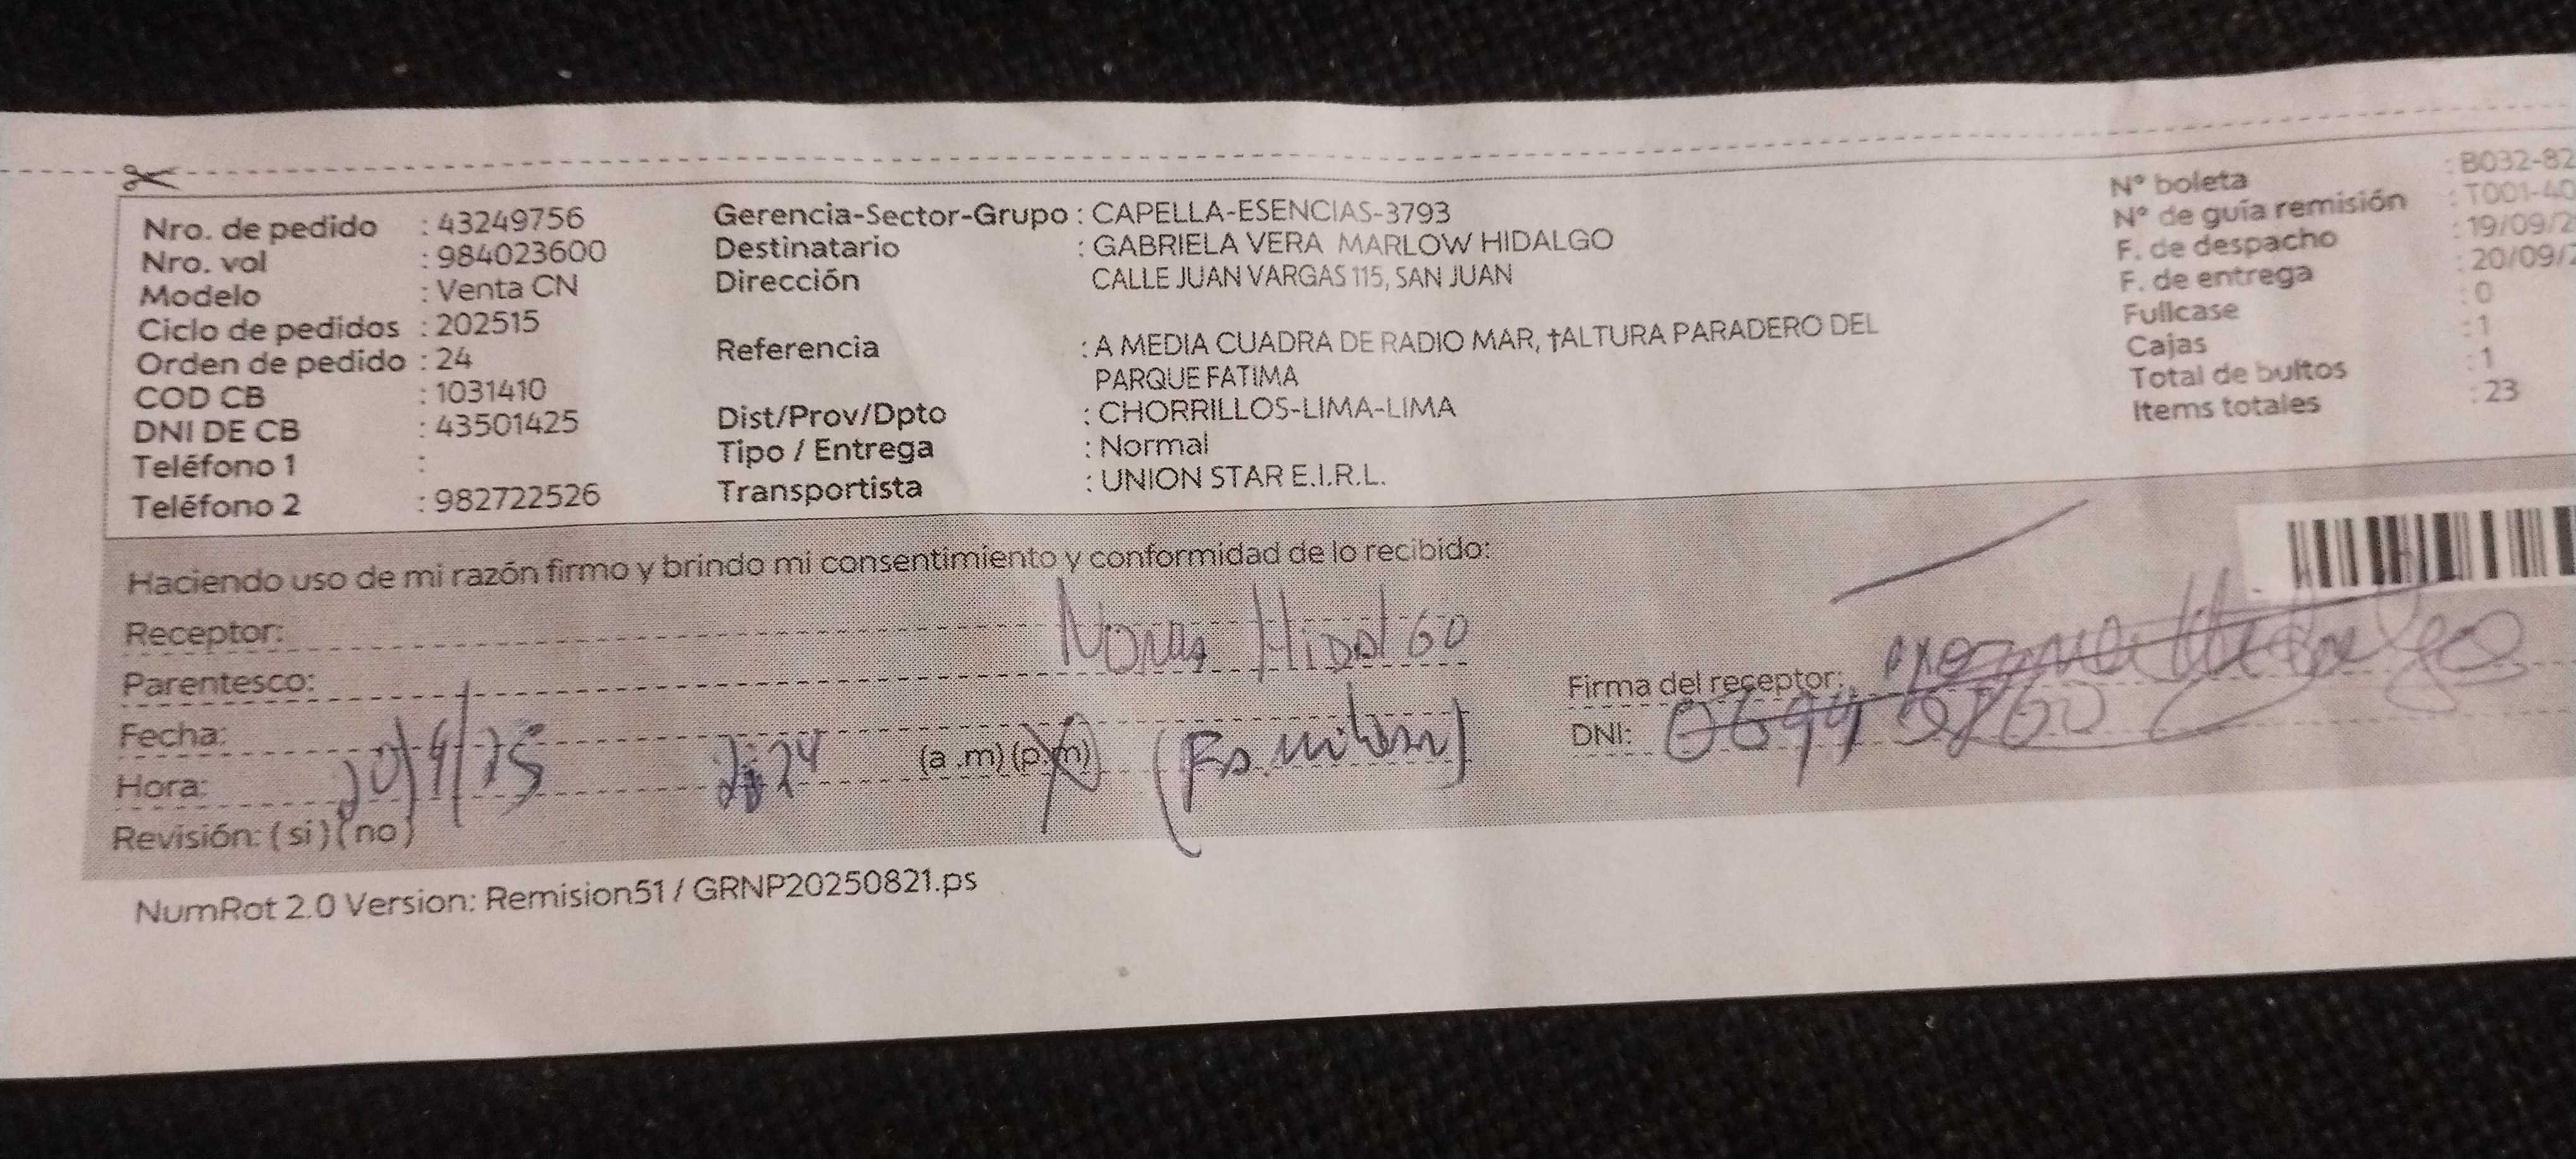 Nro. de pedido : 43249756
Nro. vol : 984023600
Modelo : Venta CN
Ciclo de pedidos : 202515
Orden de pedido : 24
COD CB : 1031410
DNI DE CB : 43501425
Teléfono 1 :
Teléfono 2 : 982722526
Gerencia-Sector-Grupo : CAPELLA-ESENCIAS-3793
Destinatario : GABRIELA VERA MARLOW HIDALGO
Dirección CALLE JUAN VARGAS 115, SAN JUAN
Referencia : A MEDIA CUADRA DE RADIO MAR, †ALTURA PARADERO DEL
PARQUE FATIMA
Dist/Prov/Dpto : CHORRILLOS-LIMA-LIMA
Tipo / Entrega : Normal
Transportista : UNION STAR E.I.R.L.
N° boleta : B032-82
N° de guía remisión : T001-40
F. de despacho : 19/09/2
F. de entrega : 20/09/2
Fullcase : 0
Cajas : 1
Total de bultos : 1
Items totales : 23
Haciendo uso de mi razón firmo y brindo mi consentimiento y conformidad de lo recibido:
Receptor: Norma Hidalgo
Parentesco:
Fecha: 20/9/25
Hora: (a .m) (p.m)
Revisión: (si) (no)
Firma del receptor: Hidalgo
DNI:
NumRot 2.0 Version: Remision51 / GRNP20250821.ps